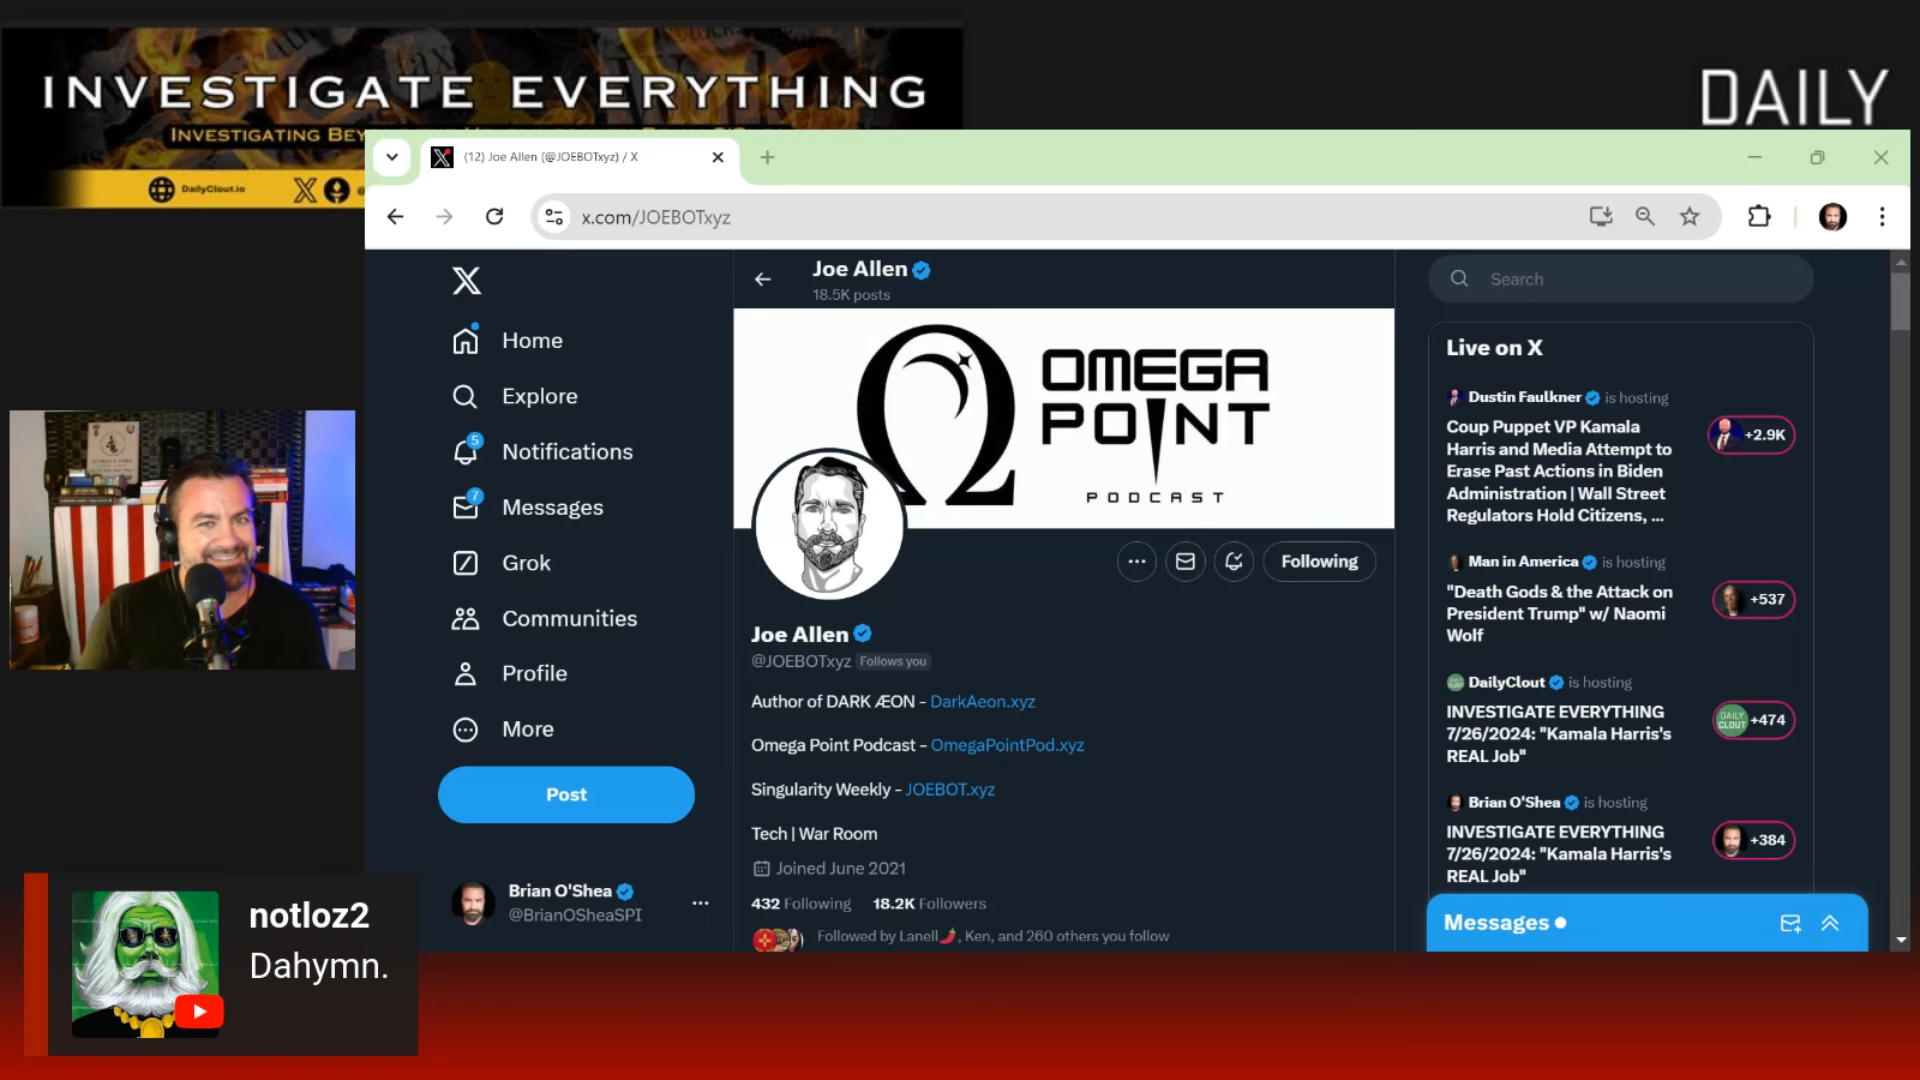 INVESTIGATE EVERYTHING
INVESTIGATING BEY
DailyClout.io
DAILY
(12) Joe Allen (@JOEBOTxyz) / X
x.com/JOEBOTxyz
Home
Explore
5
Notifications
7
Messages
Grok
Communities
Profile
More
Post
Brian O'Shea
@BrianOSheaSPI
Joe Allen
18.5K posts
OMEGA
POINT
PODCAST
Following
Joe Allen
@JOEBOTxyz Follows you
Author of DARK ÆON - DarkAeon.xyz
Omega Point Podcast - OmegaPointPod.xyz
Singularity Weekly - JOEBOT.xyz
Tech | War Room
Joined June 2021
432 Following 18.2K Followers
Followed by Lanell🌶️, Ken, and 260 others you follow
Search
Live on X
Dustin Faulkner is hosting
Coup Puppet VP Kamala
Harris and Media Attempt to
Erase Past Actions in Biden
Administration | Wall Street
Regulators Hold Citizens, ...
+2.9K
Man in America is hosting
"Death Gods & the Attack on
President Trump" w/ Naomi
Wolf
+537
DailyClout is hosting
INVESTIGATE EVERYTHING
7/26/2024: "Kamala Harris's
REAL Job"
DAILY
CLOUT
+474
Brian O'Shea is hosting
INVESTIGATE EVERYTHING
7/26/2024: "Kamala Harris's
REAL Job"
+384
Messages
notloz2
Dahymn.